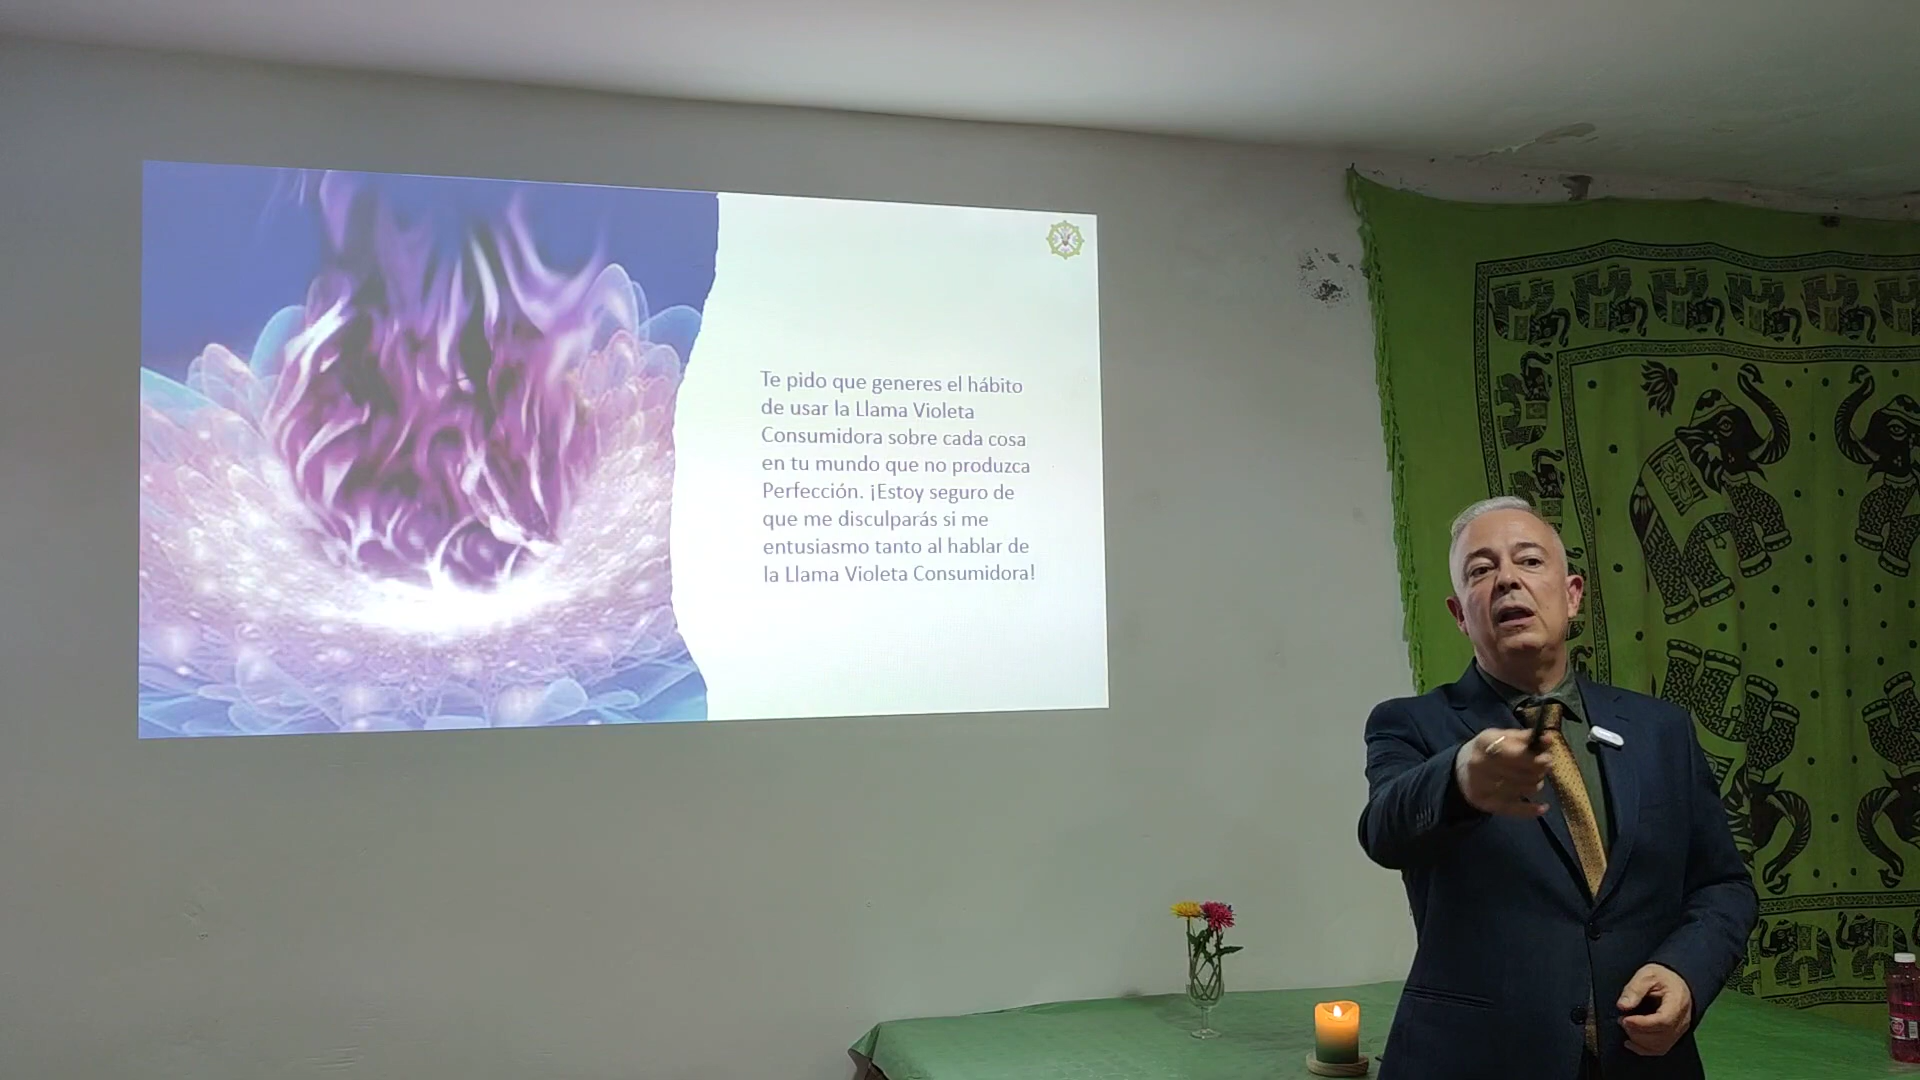 Te pido que generes el hábito
de usar la Llama Violeta
Consumidora sobre cada cosa
en tu mundo que no produzca
Perfección. ¡Estoy seguro de
que me disculparás si me
entusiasmo tanto al hablar de
la Llama Violeta Consumidora!